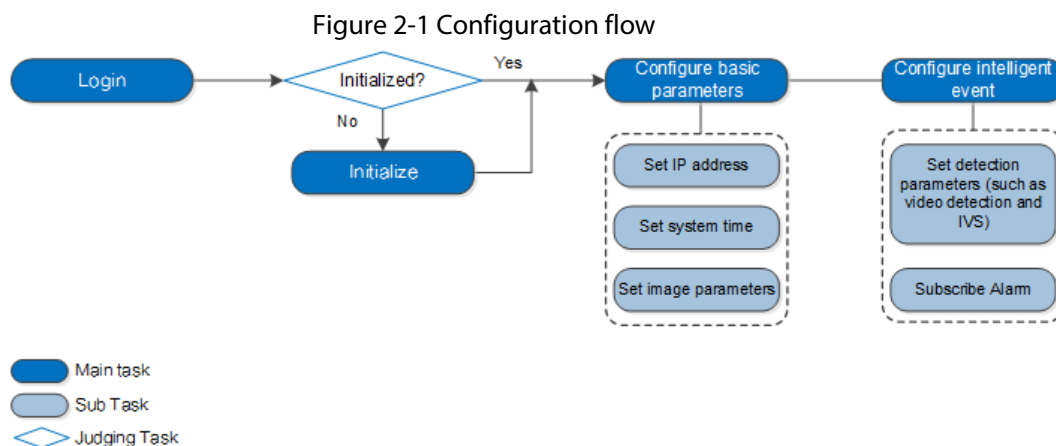 Figure 2-1 Configuration flow
Login
Initialized?
Yes
No
Initialize
Configure basic
parameters
Set IP address
Set system time
Set image parameters
Configure intelligent
event
Set detection
parameters (such as
video detection and
IVS)
Subscribe Alarm
Main task
Sub Task
Judging Task